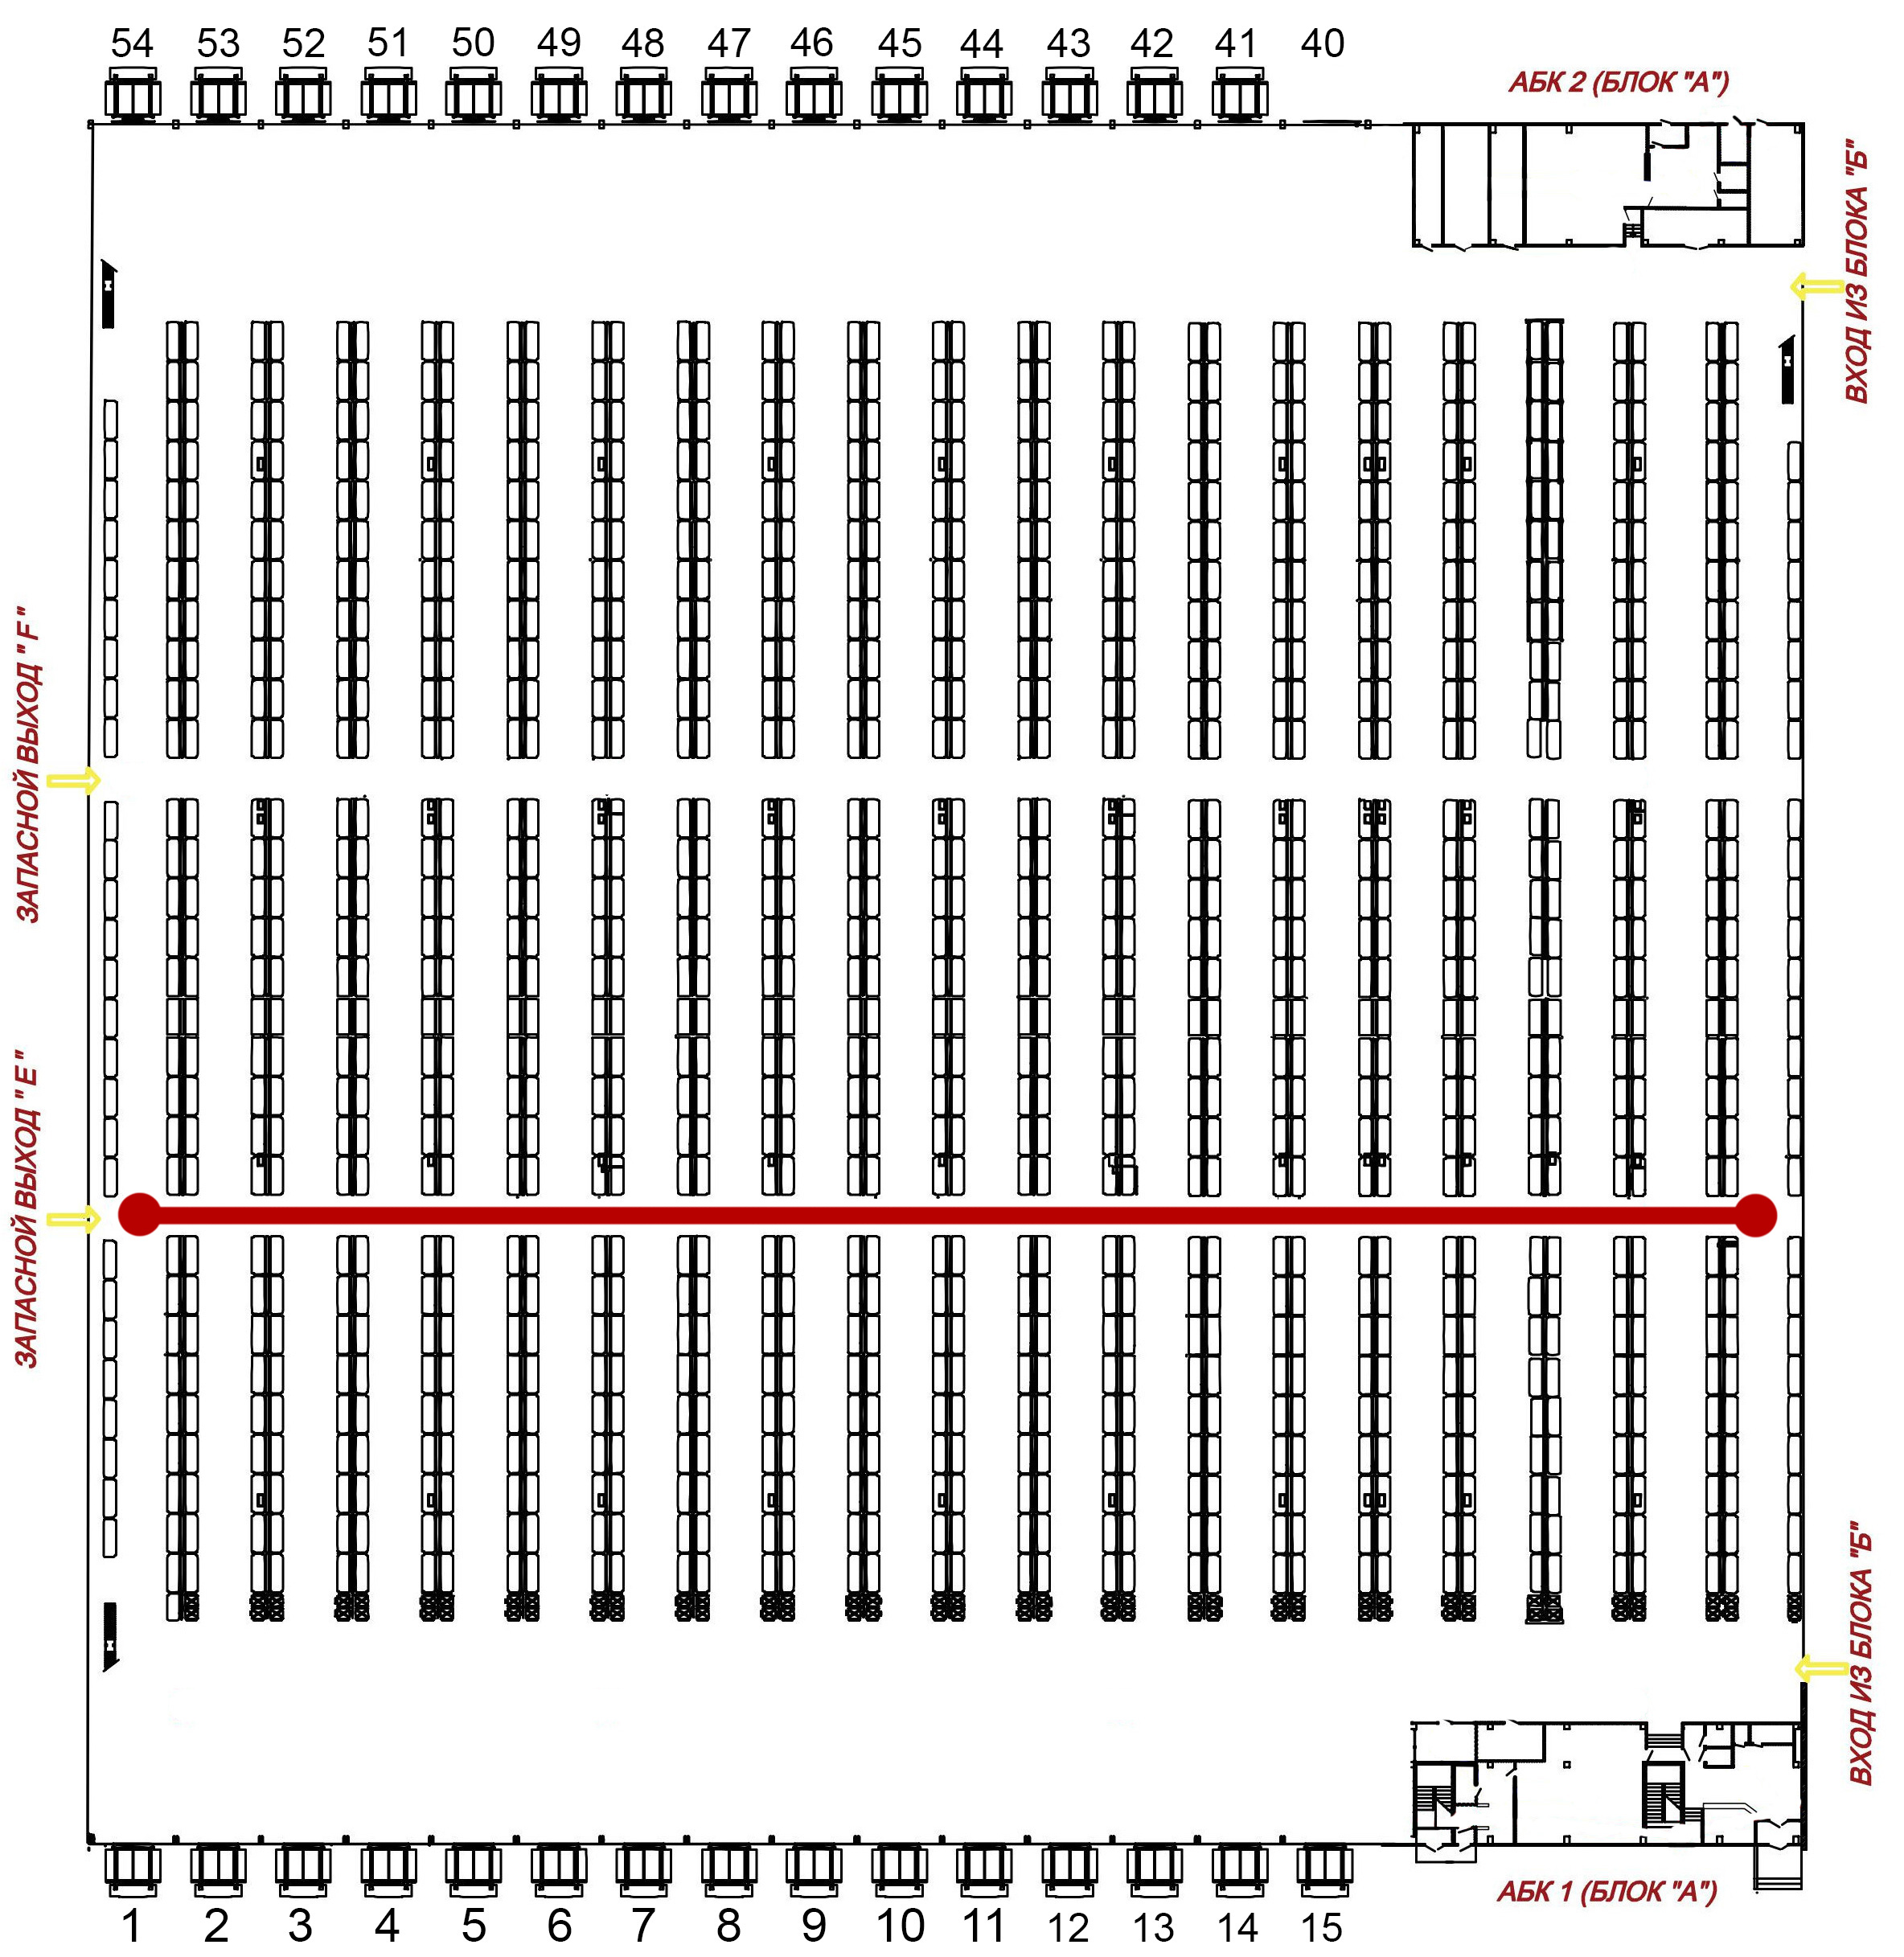 54 53 52 51 50 49 48 47 46 45 44 43 42 41 40
АБК 2 (БЛОК "А")
ВХОД ИЗ БЛОКА "Б"
ЗАПАСНОЙ ВЫХОД " F "
ЗАПАСНОЙ ВЫХОД " Е "
ВХОД ИЗ БЛОКА "Б"
АБК 1 (БЛОК "А")
1 2 3 4 5 6 7 8 9 10 11 12 13 14 15